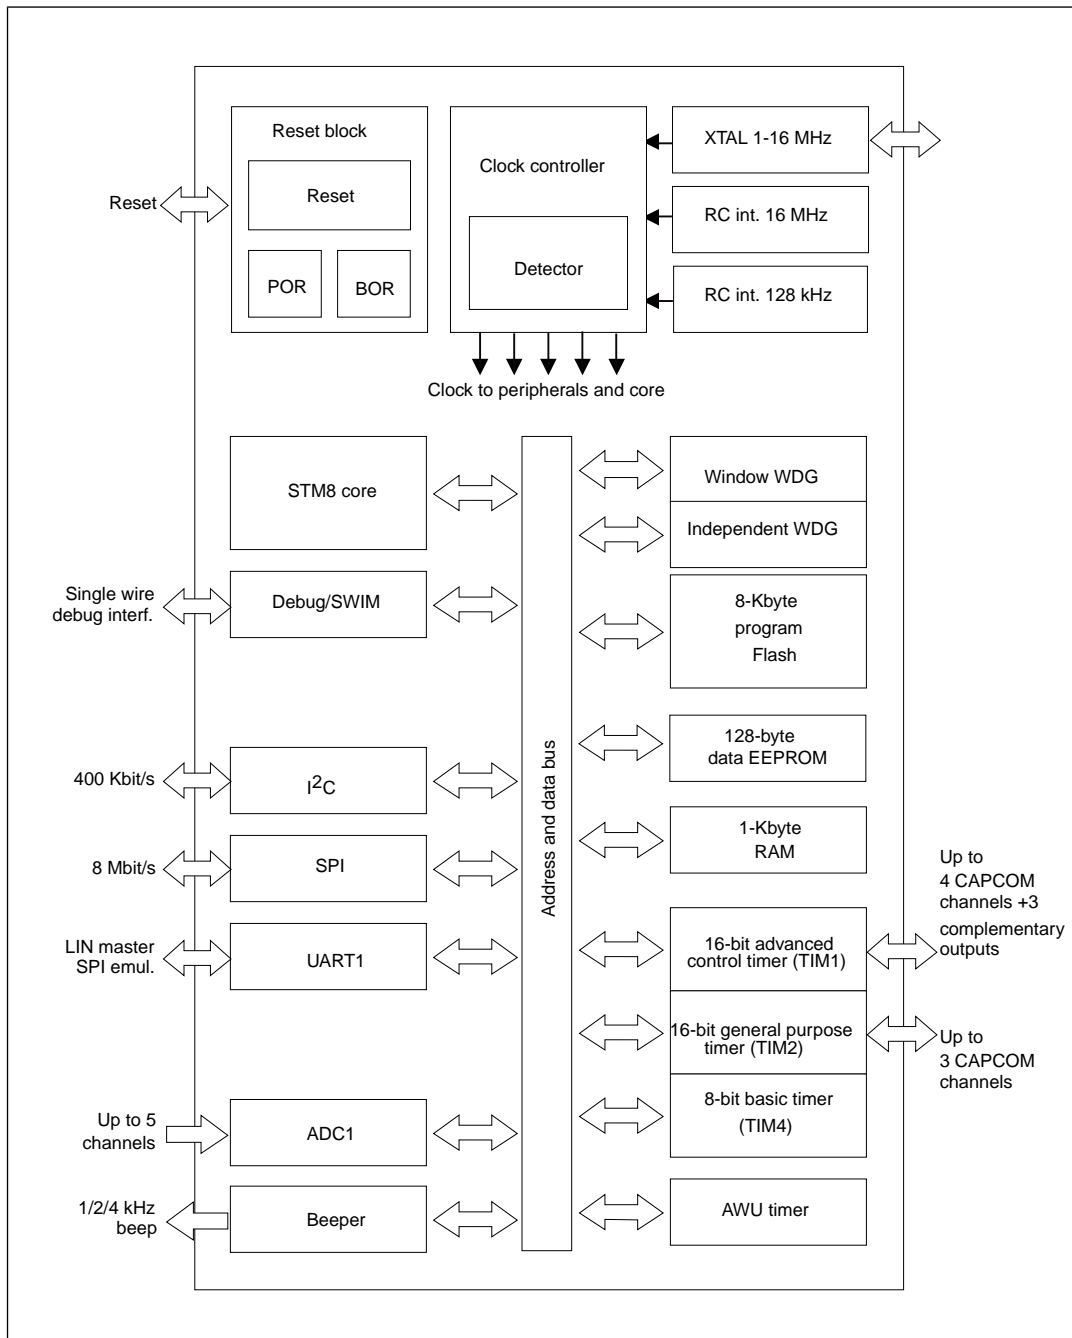 Reset block
Reset
POR
BOR
Reset
Clock controller
Detector
XTAL 1-16 MHz
RC int. 16 MHz
RC int. 128 kHz
Clock to peripherals and core
STM8 core
Single wire
debug interf.
Debug/SWIM
400 Kbit/s
I²C
8 Mbit/s
SPI
LIN master
SPI emul.
UART1
Up to 5
channels
ADC1
1/2/4 kHz
beep
Beeper
Address and data bus
Window WDG
Independent WDG
8-Kbyte
program
Flash
128-byte
data EEPROM
1-Kbyte
RAM
16-bit advanced
control timer (TIM1)
Up to
4 CAPCOM
channels +3
complementary
outputs
16-bit general purpose
timer (TIM2)
Up to
3 CAPCOM
channels
8-bit basic timer
(TIM4)
AWU timer